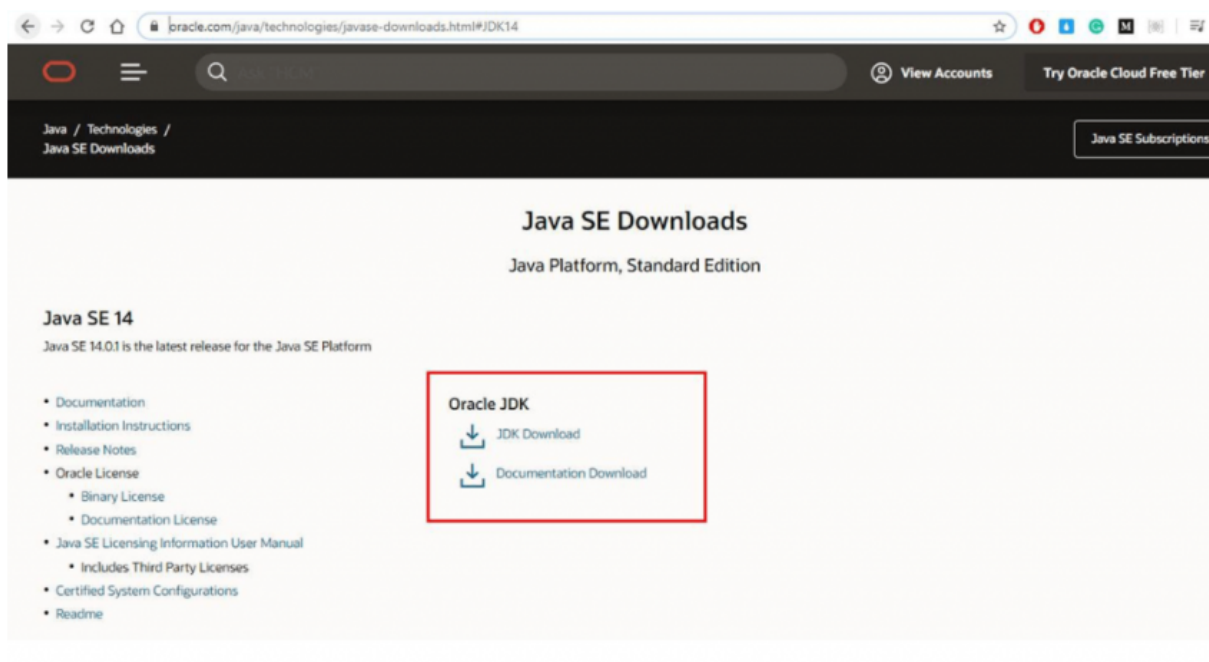 oracle.com/java/technologies/javase-downloads.html#JDK14
View Accounts
Try Oracle Cloud Free Tier
Java / Technologies /
Java SE Downloads
Java SE Subscriptions
Java SE Downloads
Java Platform, Standard Edition
Java SE 14
Java SE 14.0.1 is the latest release for the Java SE Platform
• Documentation
• Installation Instructions
• Release Notes
• Oracle License
• Binary License
• Documentation License
• Java SE Licensing Information User Manual
• Includes Third Party Licenses
• Certified System Configurations
• Readme
Oracle JDK
JDK Download
Documentation Download